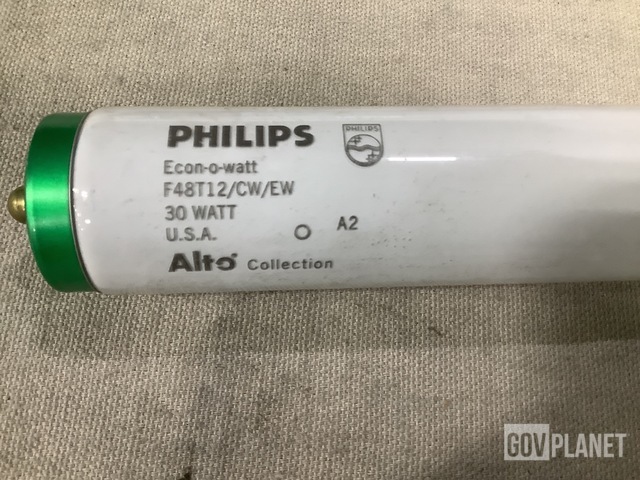 PHILIPS
PHILIPS
Econ-o-watt
F48T12/CW/EW
30 WATT
U.S.A.
A2
Alto Collection
GOVPLANET